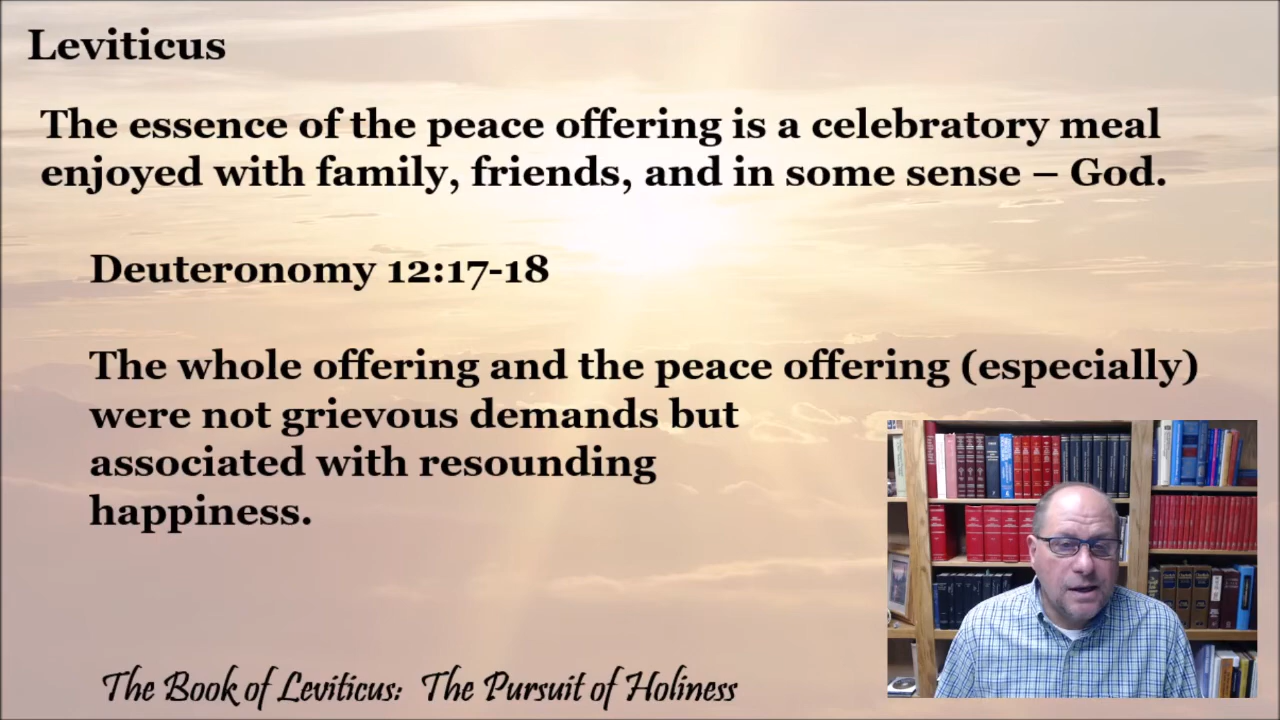 Leviticus
The essence of the peace offering is a celebratory meal
enjoyed with family, friends, and in some sense – God.
Deuteronomy 12:17-18
The whole offering and the peace offering (especially)
were not grievous demands but
associated with resounding
happiness.
The Book of Leviticus: The Pursuit of Holiness